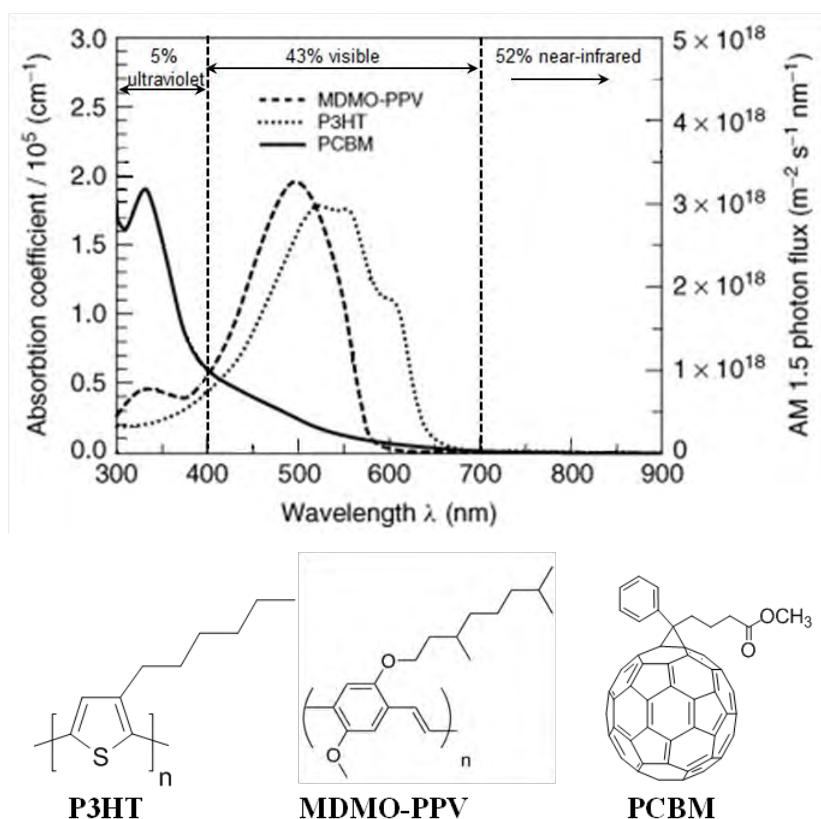 5%
ultraviolet
43% visible
52% near-infrared
MDMO-PPV
P3HT
PCBM
Absorbtion coefficient / 10⁵ (cm⁻¹)
3.0
2.5
2.0
1.5
1.0
0.5
0.0
5 × 10¹⁸
4 × 10¹⁸
3 × 10¹⁸
2 × 10¹⁸
1 × 10¹⁸
0
AM 1.5 photon flux (m⁻² s⁻¹ nm⁻¹)
300 400 500 600 700 800 900
Wavelength λ (nm)
S
n
P3HT
O
O
n
MDMO-PPV
OCH₃
O
PCBM